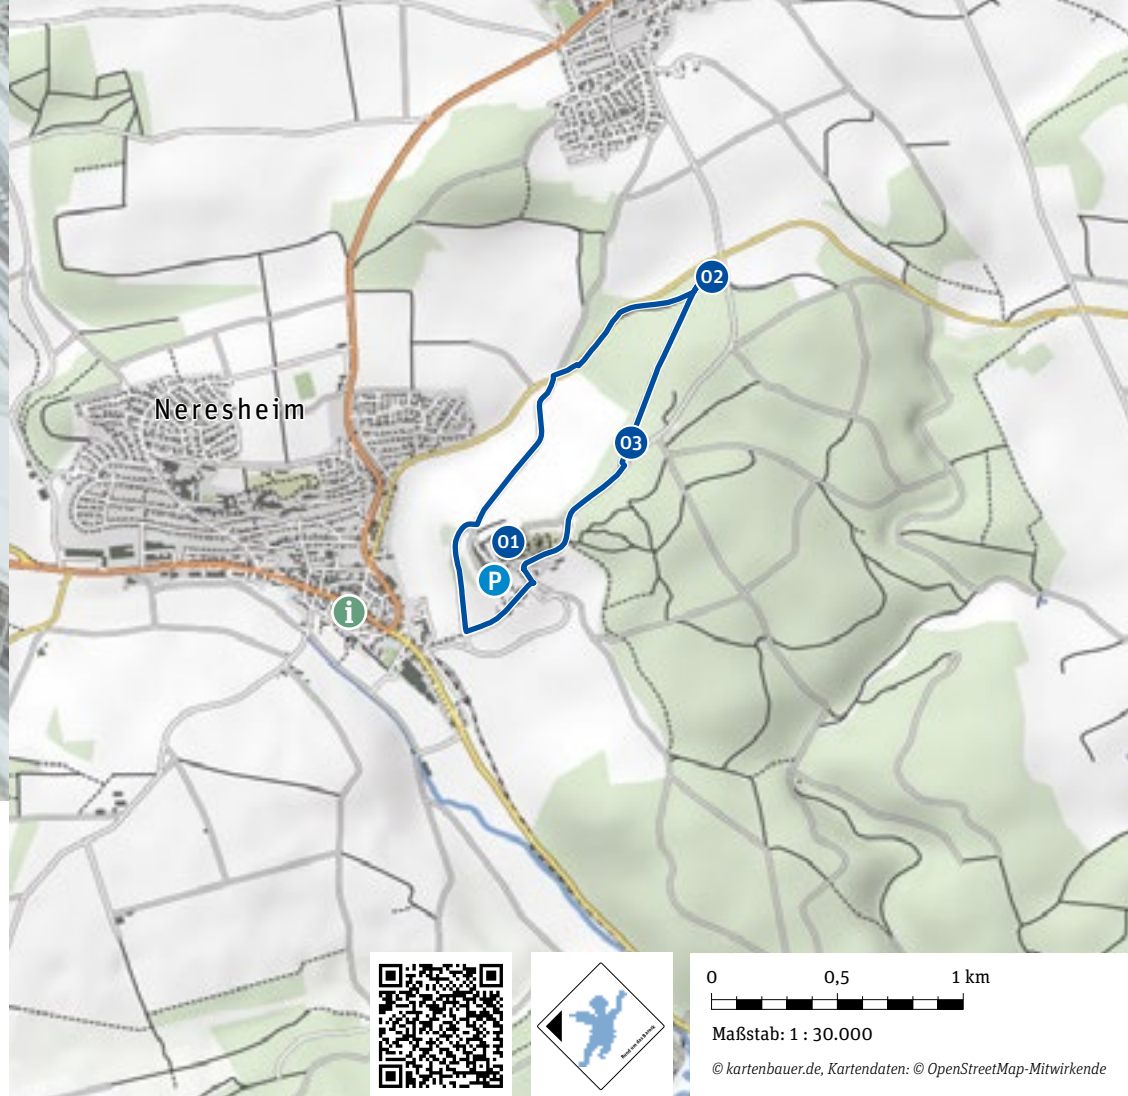 02
Neresheim
03
01
P
i
0 0,5 1 km
Maßstab: 1 : 30.000
© kartenbauer.de, Kartendaten: © OpenStreetMap-Mitwirkende